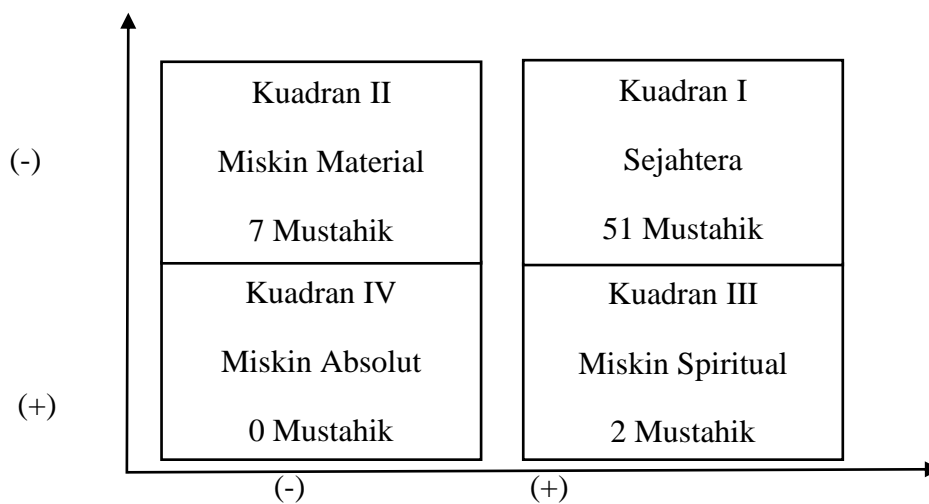 Kuadran II
Miskin Material
7 Mustahik
Kuadran I
Sejahtera
51 Mustahik
(-)
Kuadran IV
Miskin Absolut
0 Mustahik
Kuadran III
Miskin Spiritual
2 Mustahik
(+)
(-)
(+)